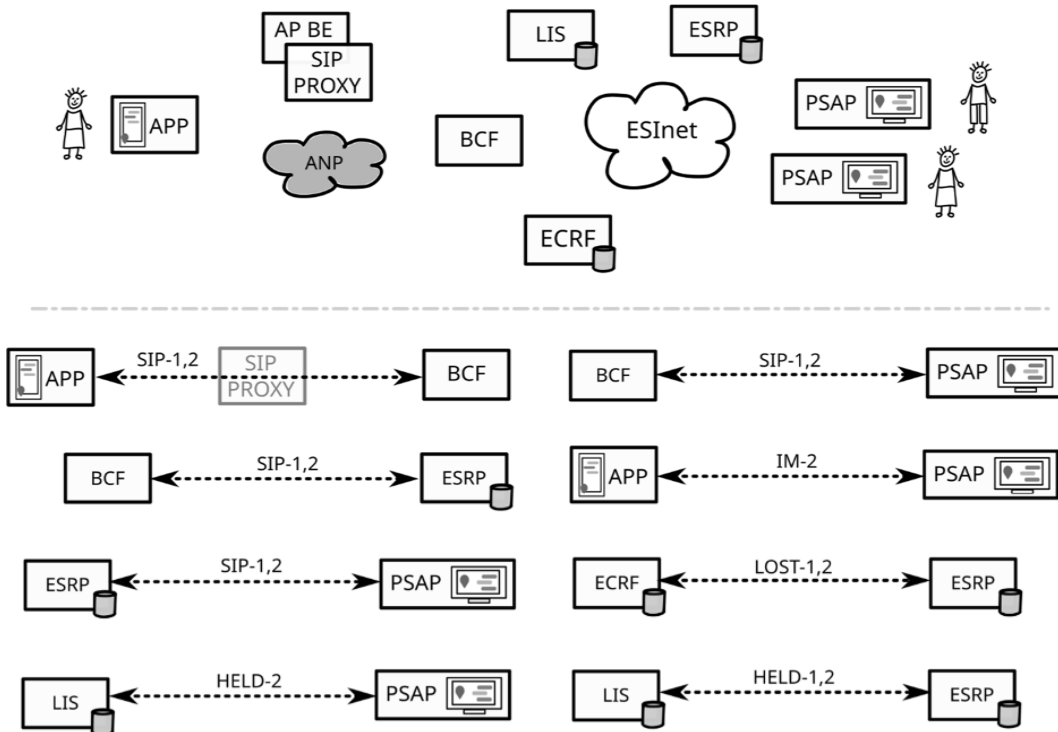 AP BE
SIP
PROXY
LIS
ESRP
APP
ANP
BCF
ESInet
PSAP
PSAP
ECRF
APP
SIP-1,2
SIP
PROXY
BCF
BCF
SIP-1,2
PSAP
BCF
SIP-1,2
ESRP
APP
IM-2
PSAP
ESRP
SIP-1,2
PSAP
ECRF
LOST-1,2
ESRP
LIS
HELD-2
PSAP
LIS
HELD-1,2
ESRP